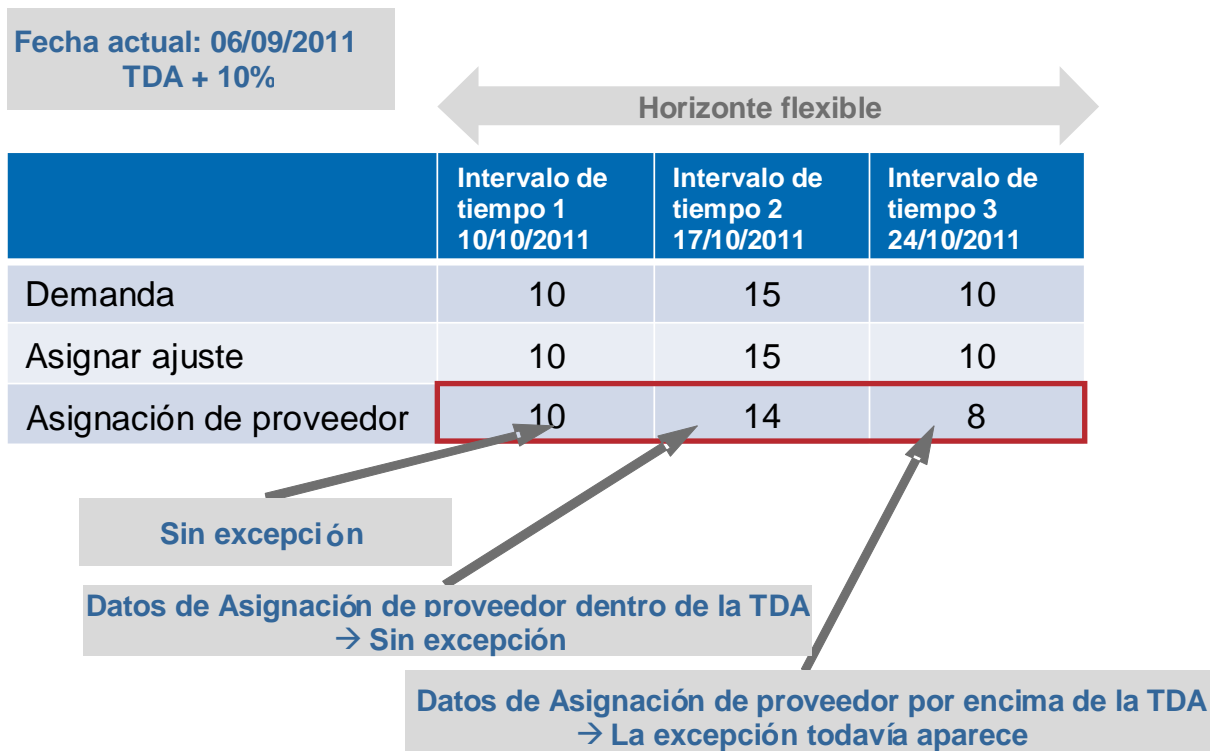 Fecha actual: 06/09/2011
TDA + 10%
Horizonte flexible
Intervalo de tiempo 1 10/10/2011
Intervalo de tiempo 2 17/10/2011
Intervalo de tiempo 3 24/10/2011
Demanda 10 15 10
Asignar ajuste 10 15 10
Asignación de proveedor 10 14 8
Sin excepción
Datos de Asignación de proveedor dentro de la TDA
→ Sin excepción
Datos de Asignación de proveedor por encima de la TDA
→ La excepción todavía aparece